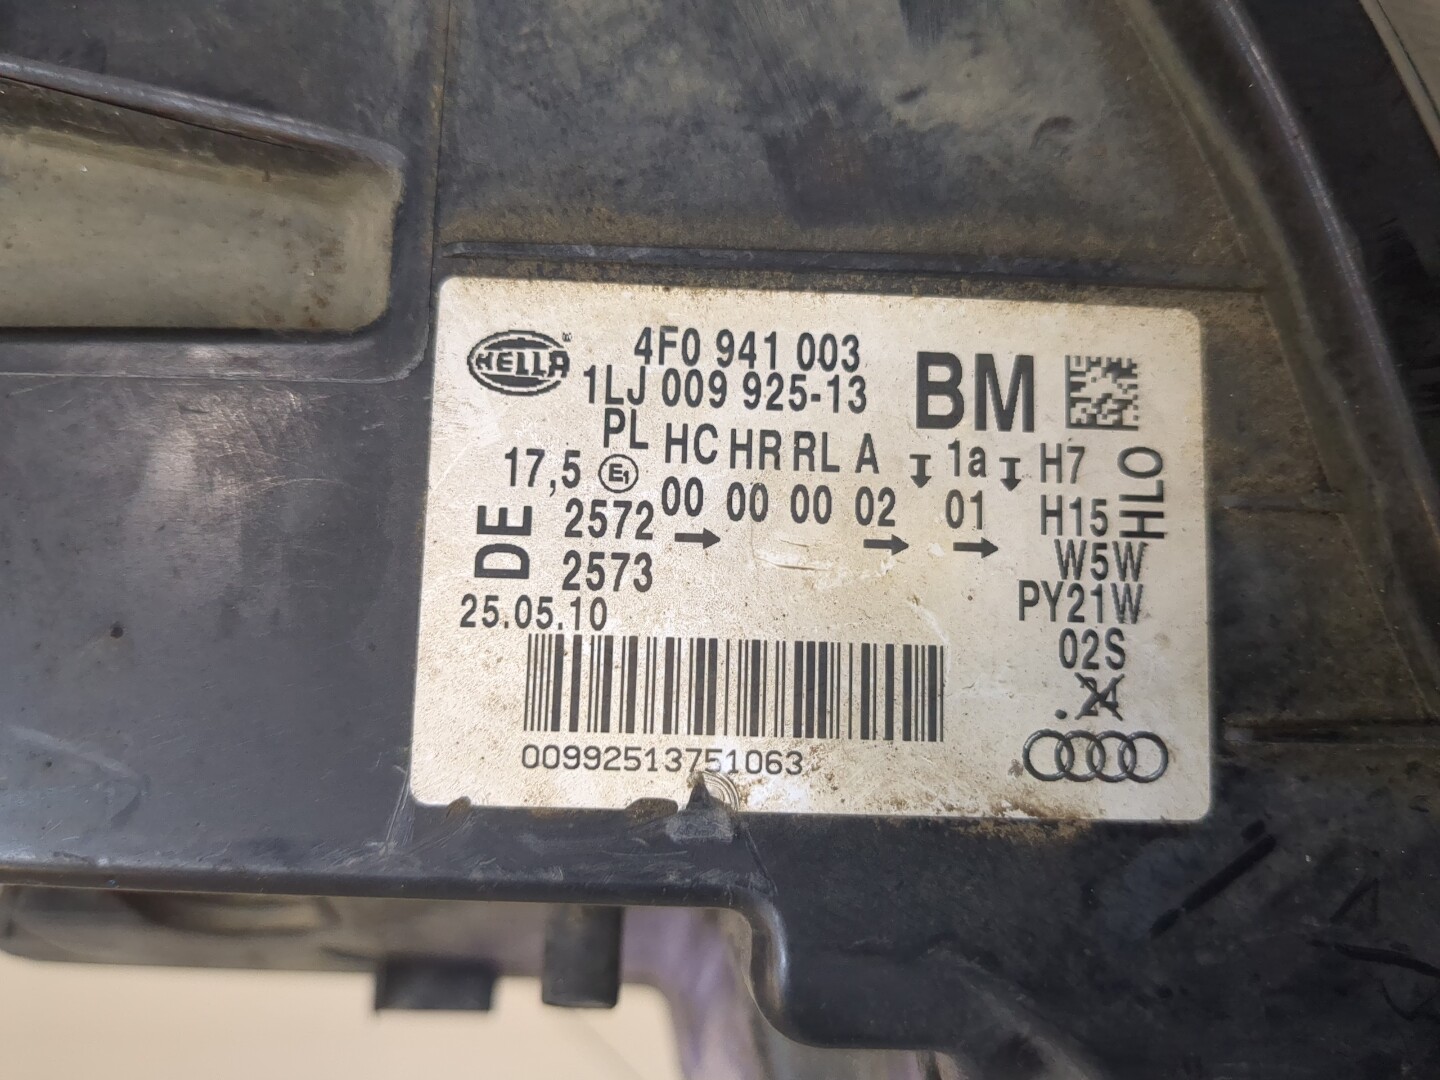 HELLA
4F0 941 003
1LJ 009 925-13
BM
PL HC HR RL A 1a H7
17,5 E1 00 00 00 02 01 H15
HLO
DE
2572
2573
W5W
PY21W
25.05.10
02S
.24
00992513751063